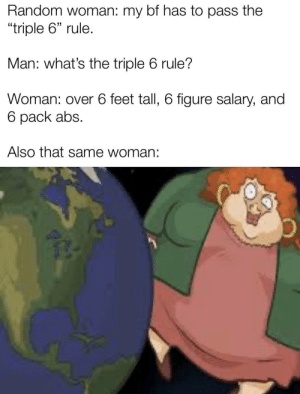 Random woman: my bf has to pass the
“triple 6” rule.
Man: what’s the triple 6 rule?
Woman: over 6 feet tall, 6 figure salary, and
6 pack abs.
Also that same woman: